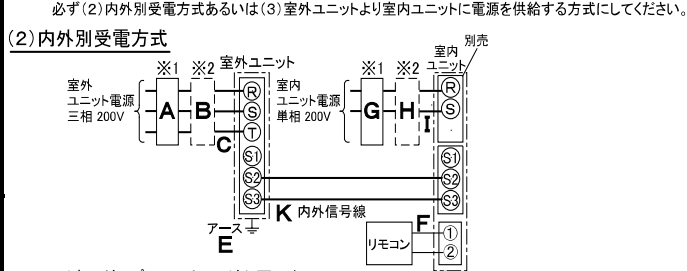 必ず(2)内外別受電方式あるいは(3)室外ユニットより室内ユニットに電源を供給する方式にしてください。
(2)内外別受電方式
別売
※1 ※2 室外ユニット
※1 ※2 室内ユニット
室外
ユニット電源
三相 200V
A B C
R
S
T
S1
S2
S3
室内
ユニット電源
単相 200V
G H I
R
S
S1
S2
S3
K 内外信号線
アース
E
リモコン
F
1
2